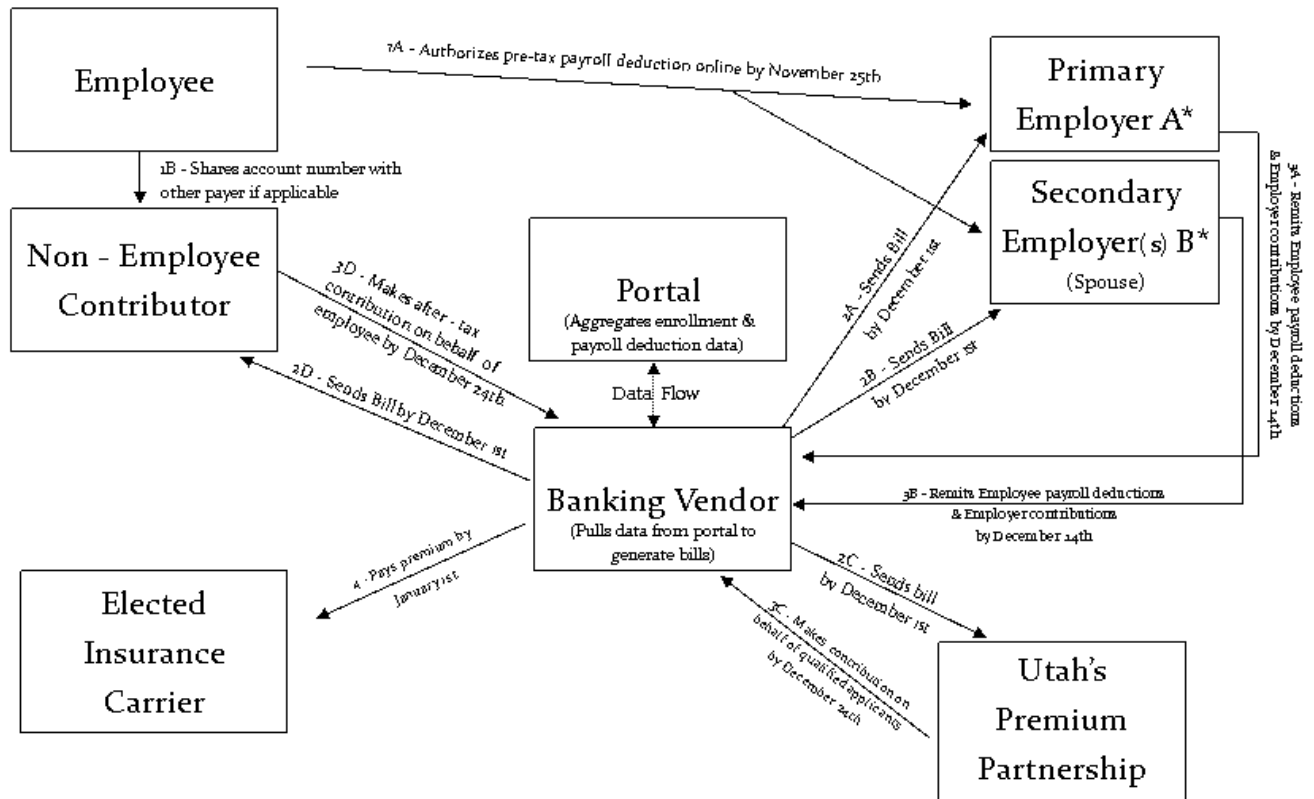 Employee
1A - Authorizes pre-tax payroll deduction online by November 25th
Primary
Employer A*
1B - Shares account number with
other payer if applicable
Secondary
Employer(s) B*
(Spouse)
3A - Remits Employee payroll deductions
& Employer contributions by December 24th
Non - Employee
Contributor
Portal
(Aggregates enrollment &
payroll deduction data)
3D - Makes after - tax
contribution on behalf of
employee by December 24th
2A - Sends Bill
by December 1st
2B - Sends Bill
by December 1st
Data Flow
2D - Sends Bill by December 1st
Banking Vendor
(Pulls data from portal to
generate bills)
3B - Remits Employee payroll deductions
& Employer contributions
by December 24th
4 - Pays premium by
January 1st
2C - Sends bill
by December 1st
3C - Makes contribution on
behalf of qualified applicants
by December 24th
Elected
Insurance
Carrier
Utah's
Premium
Partnership